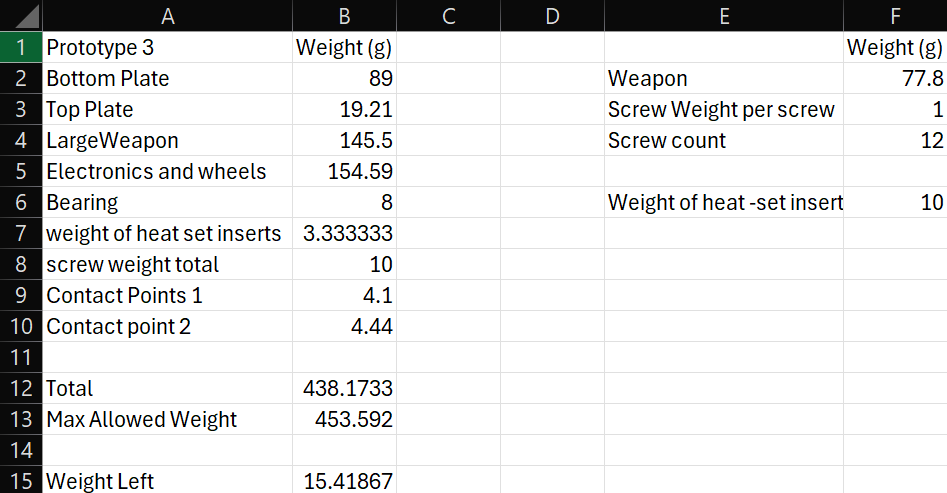 A B C D E F
1 Prototype 3 Weight (g) Weight (g)
2 Bottom Plate 89 Weapon 77.8
3 Top Plate 19.21 Screw Weight per screw 1
4 LargeWeapon 145.5 Screw count 12
5 Electronics and wheels 154.59
6 Bearing 8 Weight of heat -set insert 10
7 weight of heat set inserts 3.333333
8 screw weight total 10
9 Contact Points 1 4.1
10 Contact point 2 4.44
11
12 Total 438.1733
13 Max Allowed Weight 453.592
14
15 Weight Left 15.41867